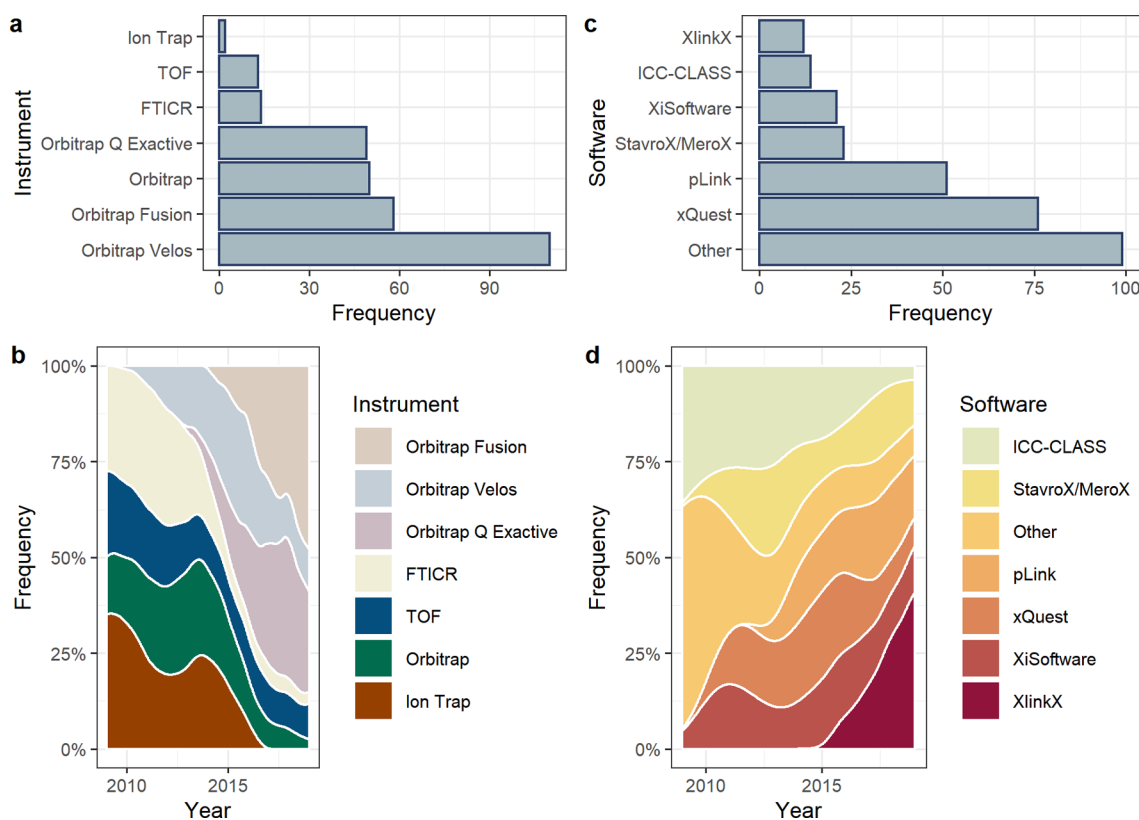 a
Instrument
Ion Trap
TOF
FTICR
Orbitrap Q Exactive
Orbitrap
Orbitrap Fusion
Orbitrap Velos
0 30 60 90
Frequency
c
Software
XlinkX
ICC-CLASS
XiSoftware
StavroX/MeroX
pLink
xQuest
Other
0 25 50 75 100
Frequency
b
Frequency
100%
75%
50%
25%
0%
2010 2015
Year
Instrument
Orbitrap Fusion
Orbitrap Velos
Orbitrap Q Exactive
FTICR
TOF
Orbitrap
Ion Trap
d
Frequency
100%
75%
50%
25%
0%
2010 2015
Year
Software
ICC-CLASS
StavroX/MeroX
Other
pLink
xQuest
XiSoftware
XlinkX